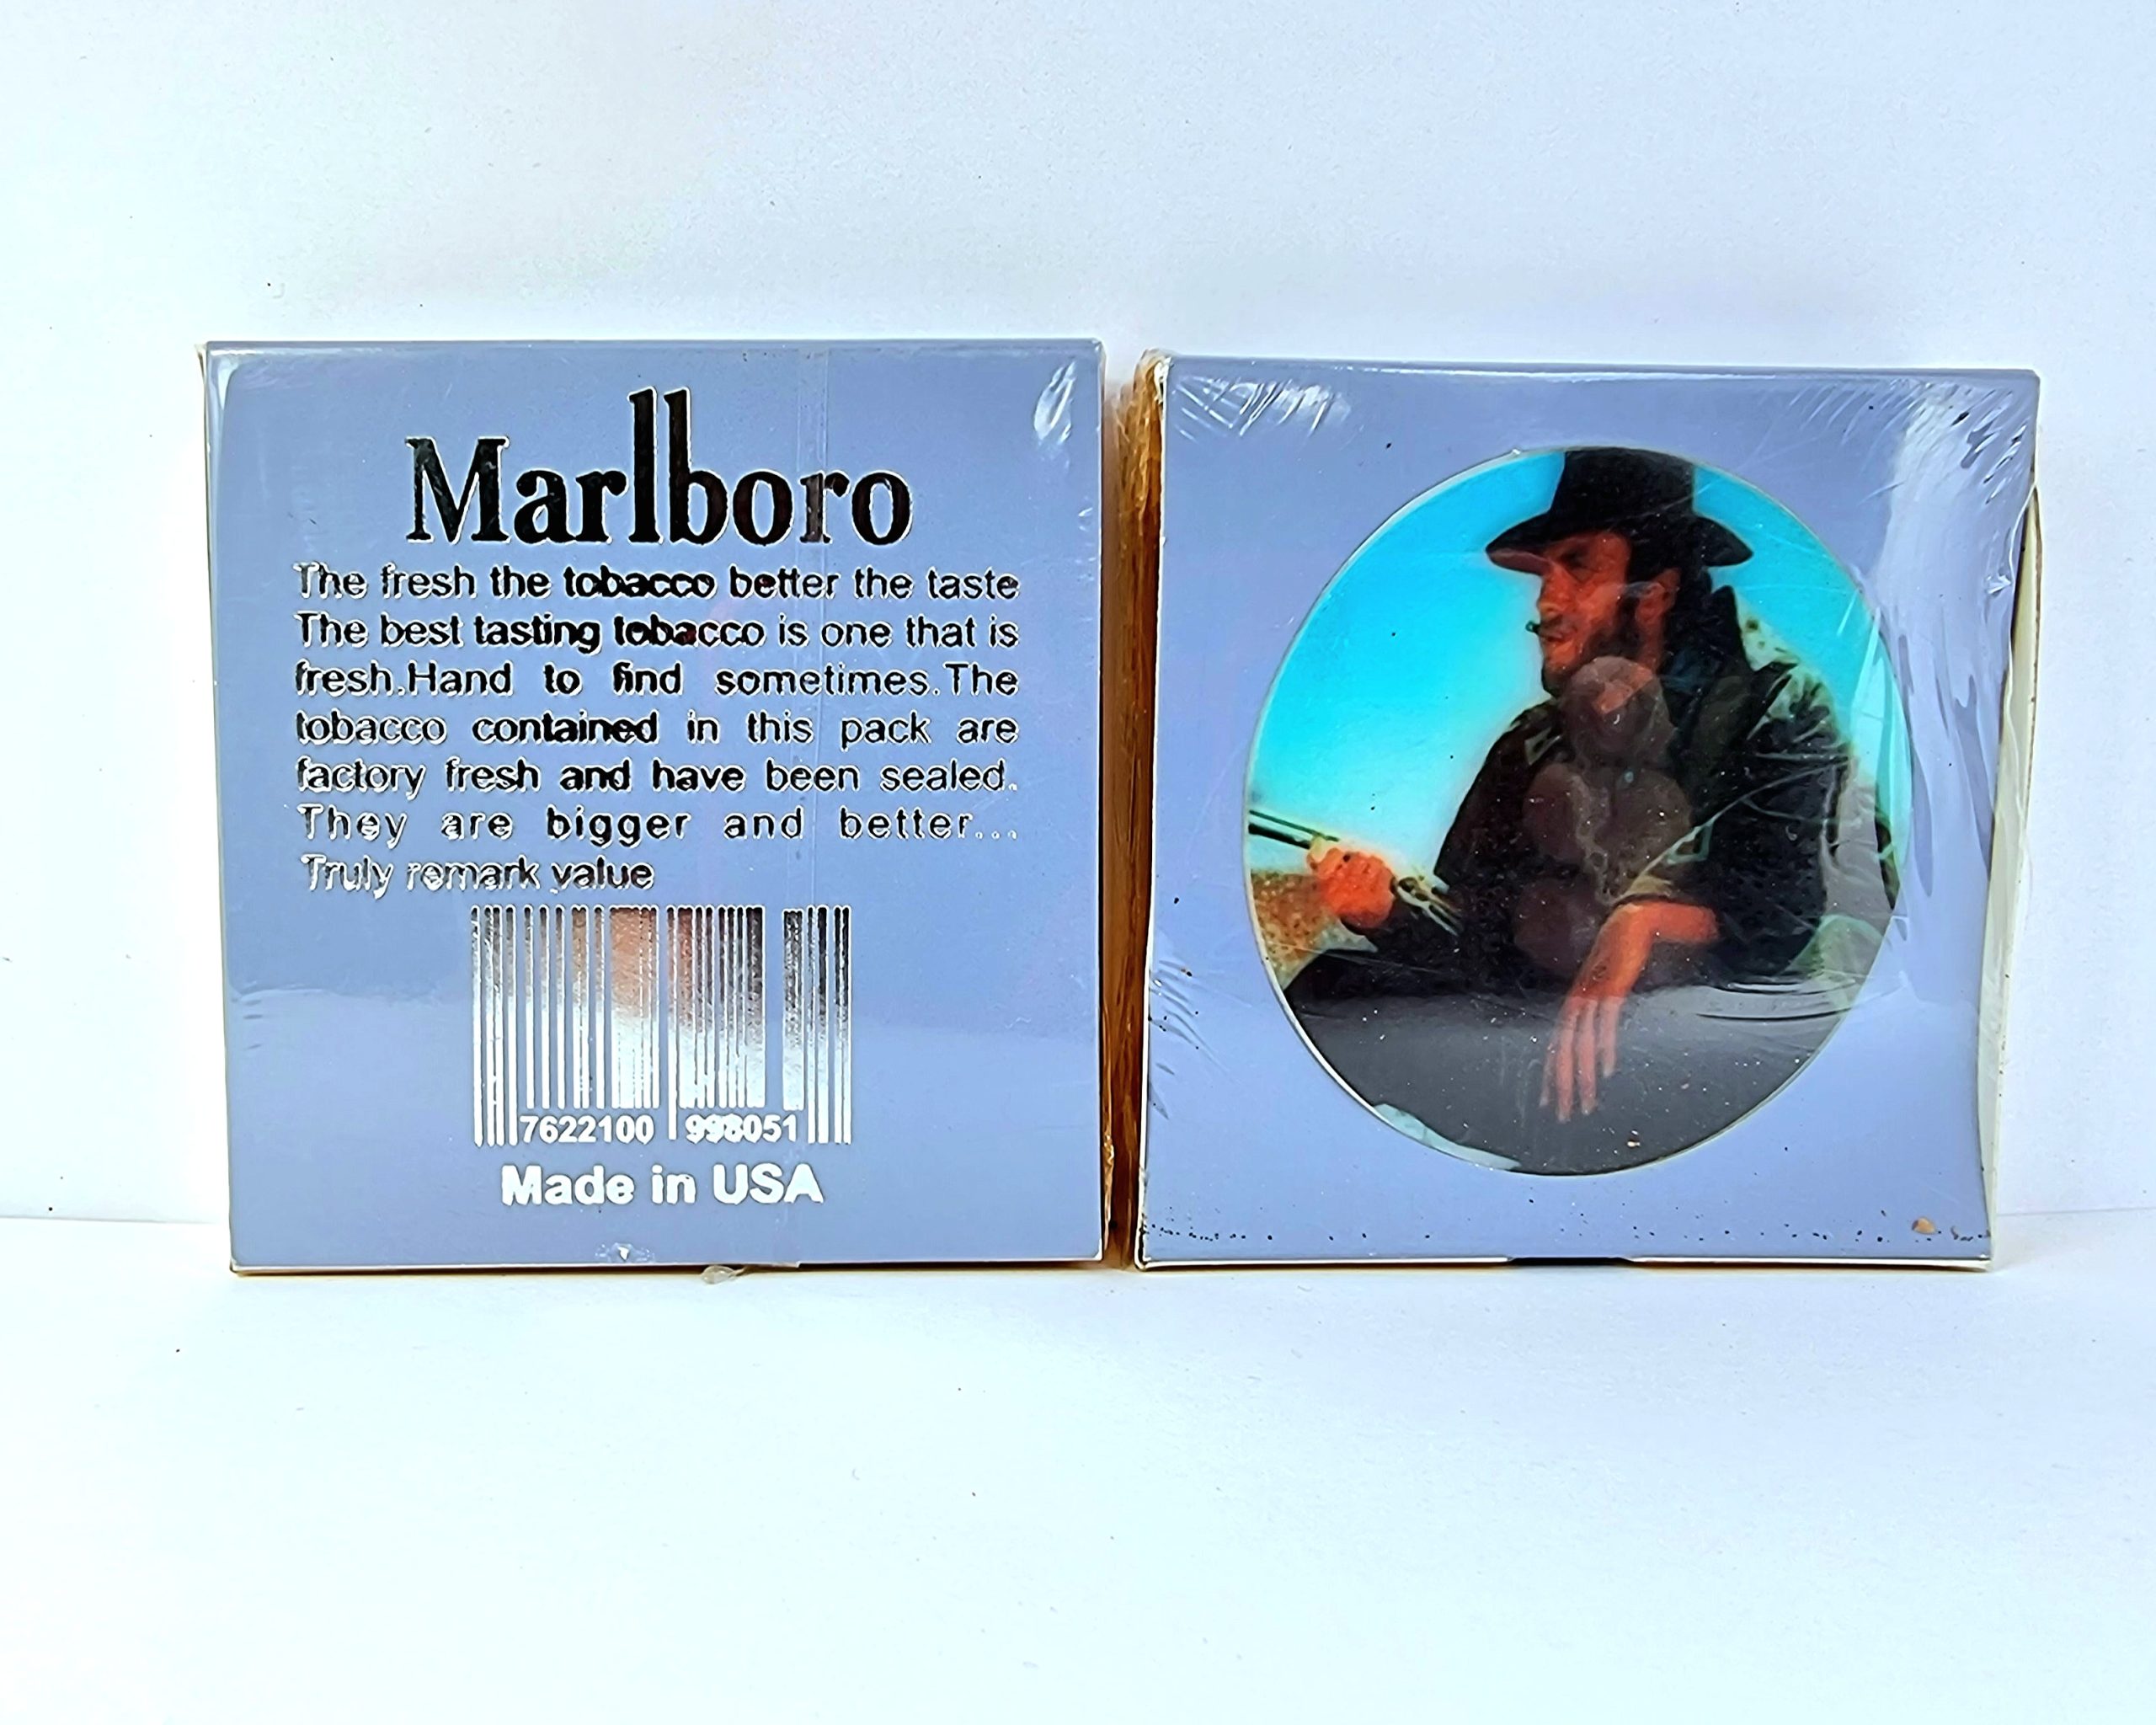 Marlboro
The fresh the tobacco better the taste
The best tasting tobacco is one that is
fresh.Hand to find sometimes.The
tobacco contained in this pack are
factory fresh and have been sealed.
They are bigger and better...
Truly remark value
7622100 998051
Made in USA